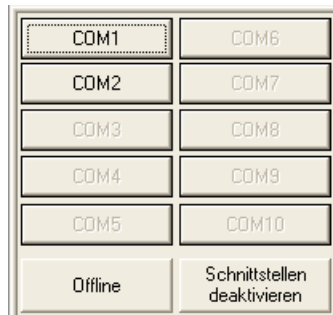 COM1 COM6
COM2 COM7
COM3 COM8
COM4 COM9
COM5 COM10
Offline Schnittstellen
deaktivieren